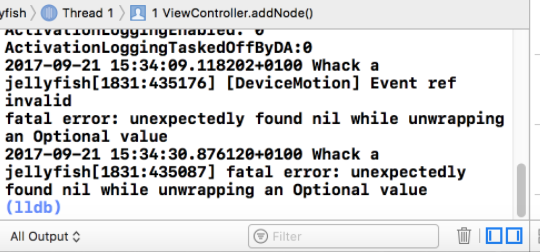 yfish Thread 1 1 ViewController.addNode()
ActivationLoggingEnabled: 0
ActivationLoggingTaskedOffByDA:0
2017-09-21 15:34:09.118202+0100 Whack a
jellyfish[1831:435176] [DeviceMotion] Event ref
invalid
fatal error: unexpectedly found nil while unwrapping
an Optional value
2017-09-21 15:34:30.876120+0100 Whack a
jellyfish[1831:435087] fatal error: unexpectedly
found nil while unwrapping an Optional value
(lldb)
All Output Filter